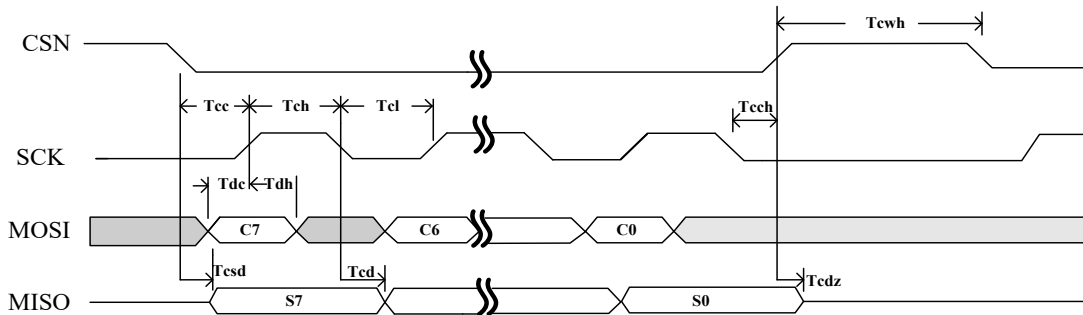 Tcwh
CSN
Tcc Tch Tcl Tcch
SCK
Tdc Tdh
MOSI C7 C6 C0
Tcsd Tcd Tcdz
MISO S7 S0